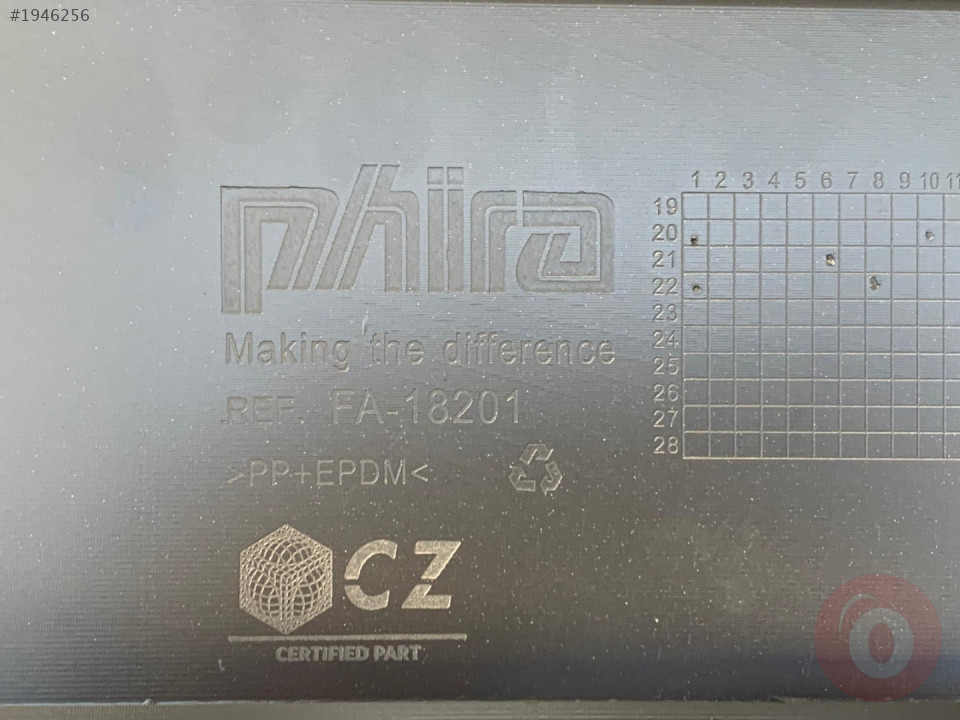 #1946256
phira
Making the difference
REF. FA-18201
>PP+EPDM<
CZ
CERTIFIED PART
1 2 3 4 5 6 7 8 9 10 11
19
20
21
22
23
24
25
26
27
28
O